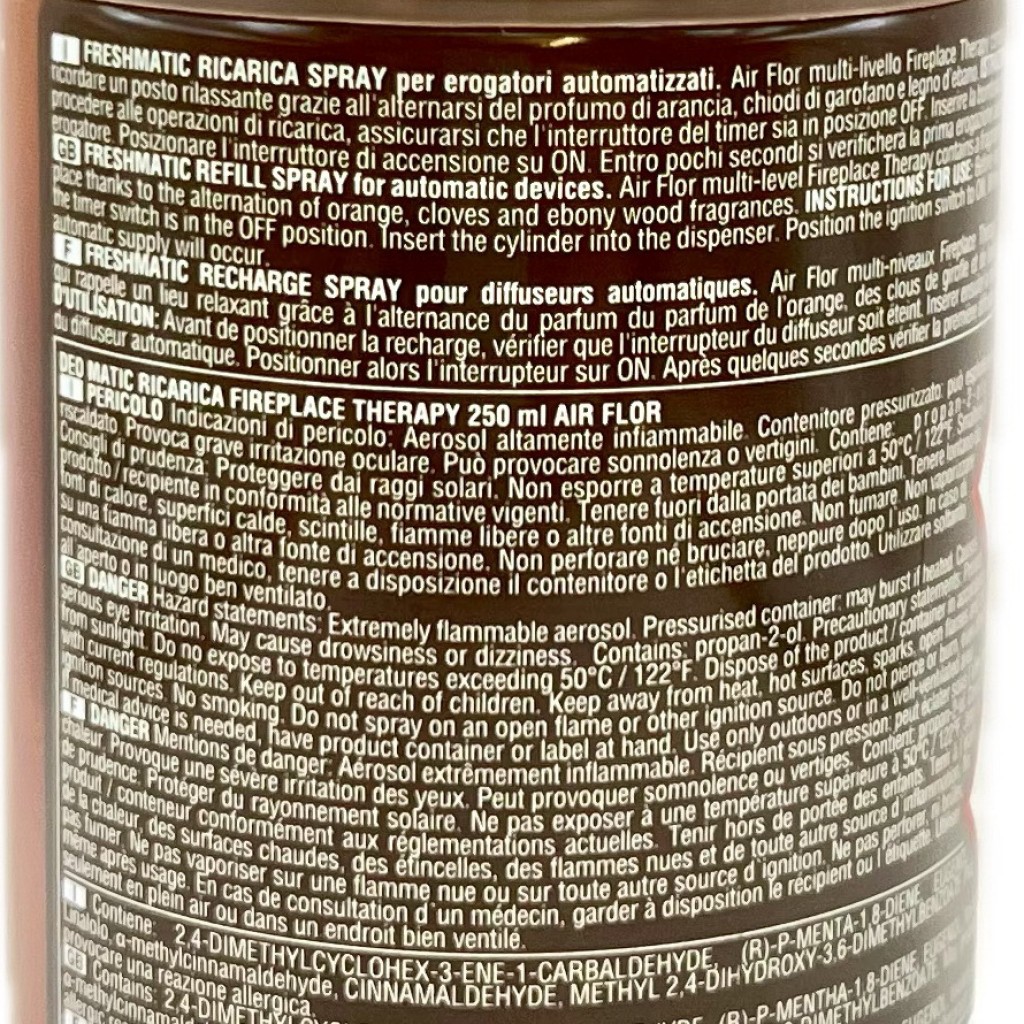 I FRESHMATIC RICARICA SPRAY per erogatori automatizzati. Air Flor multi-livello Fireplace
ricordare un posto rilassante grazie all'alternarsi del profumo di arancia, chiodi di garofano e legno d'ebano.
procedere alle operazioni di ricarica, assicurarsi che l'interruttore del timer sia in posizione OFF. Inserire la
erogatore. Posizionare l'interruttore di accensione su ON. Entro pochi secondi si verificherà la prima
GB FRESHMATIC REFILL SPRAY for automatic devices. Air Flor multi-level Fireplace Therapy
place thanks to the alternation of orange, cloves and ebony wood fragrances. INSTRUCTIONS FOR USE:
the timer switch is in the OFF position. Insert the cylinder into the dispenser. Position the ignition switch to
automatic supply will occur.
F FRESHMATIC RECHARGE SPRAY pour diffuseurs automatiques. Air Flor multi-niveaux Fireplace
qui rappelle un lieu relaxant grâce à l'alternance du parfum du parfum de l'orange, des clous de girofle et
D'UTILISATION: Avant de positionner la recharge, vérifier que l'interrupteur du diffuseur soit éteint. Inserer
du diffuseur automatique. Positionner alors l'interrupteur sur ON. Après quelques secondes vérifier la
DEO MATIC RICARICA FIREPLACE THERAPY 250 ml AIR FLOR
I PERICOLO Indicazioni di pericolo: Aerosol altamente infiammabile. Contenitore pressurizzato: può
riscaldato. Provoca grave irritazione oculare. Può provocare sonnolenza o vertigini. Contiene:
Consigli di prudenza: Proteggere dai raggi solari. Non esporre a temperature superiori a 50°C / 122°F.
prodotto / recipiente in conformità alle normative vigenti. Tenere fuori dalla portata dei bambini. Tenere
fonti di calore, superfici calde, scintille, fiamme libere o altre fonti di accensione. Non fumare. Non
su una fiamma libera o altra fonte di accensione. Non perforare né bruciare, neppure dopo l'uso. In caso di
consultazione di un medico, tenere a disposizione il contenitore o l'etichetta del prodotto. Utilizzare
all'aperto o in luogo ben ventilato.
GB DANGER Hazard statements: Extremely flammable aerosol. Pressurised container: may burst if heated.
serious eye irritation. May cause drowsiness or dizziness. Contains: propan-2-ol. Precautionary statements:
from sunlight. Do no expose to temperatures exceeding 50°C / 122°F. Dispose of the product / container in
with current regulations. Keep out of reach of children. Keep away from heat, hot surfaces, sparks, open
ignition sources. No smoking. Do not spray on an open flame or other ignition source. Do not pierce or
If medical advice is needed, have product container or label at hand. Use only outdoors or in a
F DANGER Mentions de danger: Aérosol extrêmement inflammable. Récipient sous pression:
chaleur. Provoque une sévère irritation des yeux. Peut provoquer somnolence ou vertiges. Contient:
de prudence: Protéger du rayonnement solaire. Ne pas exposer à une température supérieure à 50°C /
produit / conteneur conformément aux réglementations actuelles. Tenir hors de portée des enfants.
de la chaleur, des surfaces chaudes, des étincelles, des flammes nues et de toute autre source
pas fumer. Ne pas vaporiser sur une flamme nue ou sur toute autre source d'ignition. Ne pas perforer,
même après usage. En cas de consultation d'un médecin, garder à disposition le récipient ou l'étiquette.
seulement en plein air ou dans un endroit bien ventilé.
I Contiene: 2,4-DIMETHYLCYCLOHEX-3-ENE-1-CARBALDEHYDE, (R)-P-MENTA-1,8-DIENE,
Linalolo, α-methylcinnamaldehyde, CINNAMALDEHYDE, METHYL 2,4-DIHYDROXY-3,6-DIMETHYLBENZOATE
provocare una reazione allergica.
GB Contains: 2,4-DIMETHYL (R)-P-MENTHA-1,8-DIENE,